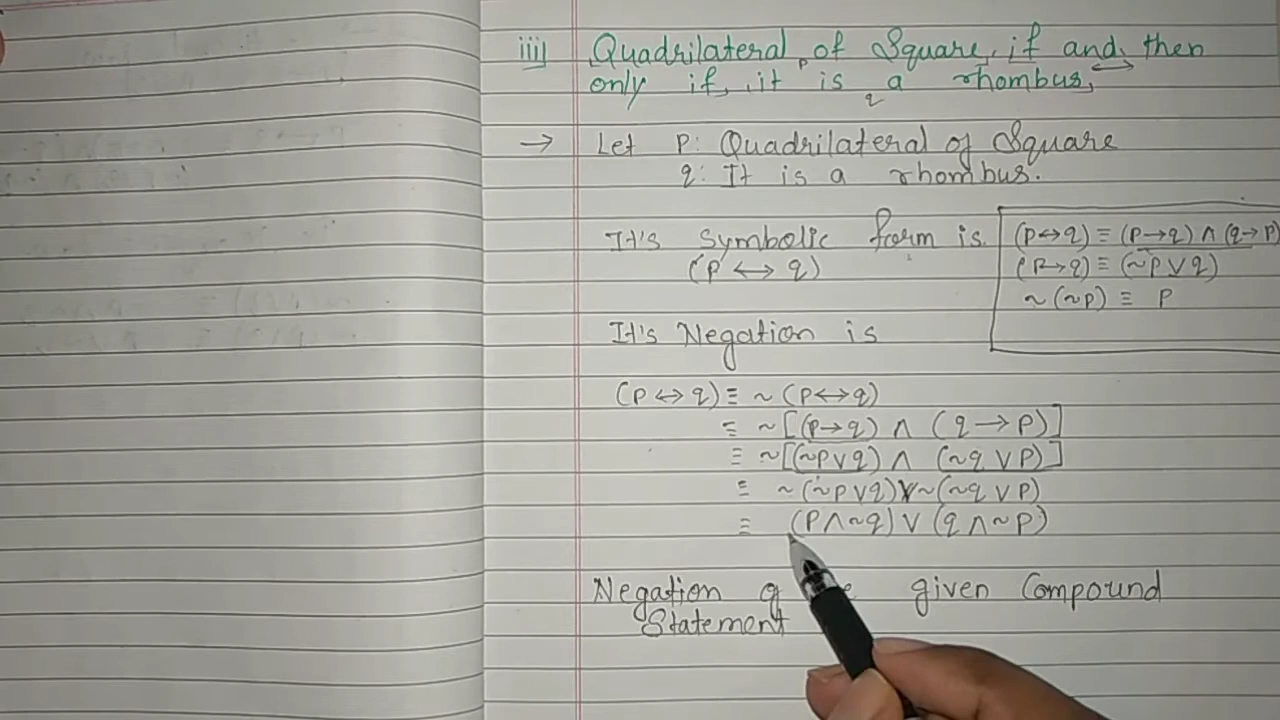 iii) Quadrilateral of Square, if and then
p
only if, it is a rhombus,
q
→ Let p: Quadrilateral of Square
q: It is a rhombus.
It's symbolic form is
(p ↔ q)
(p↔q) ≡ (p→q) ∧ (q→p)
(p→q) ≡ (~p∨q)
~(~p) ≡ p
It's Negation is
(p↔q) ≡ ~(p↔q)
≡ ~[(p→q) ∧ (q→p)]
≡ ~[(~p∨q) ∧ (~q∨p)]
≡ ~(~p∨q)∨~(~q∨p)
≡ (p∧~q)∨(q∧~p)
Negation given Compound
Statement